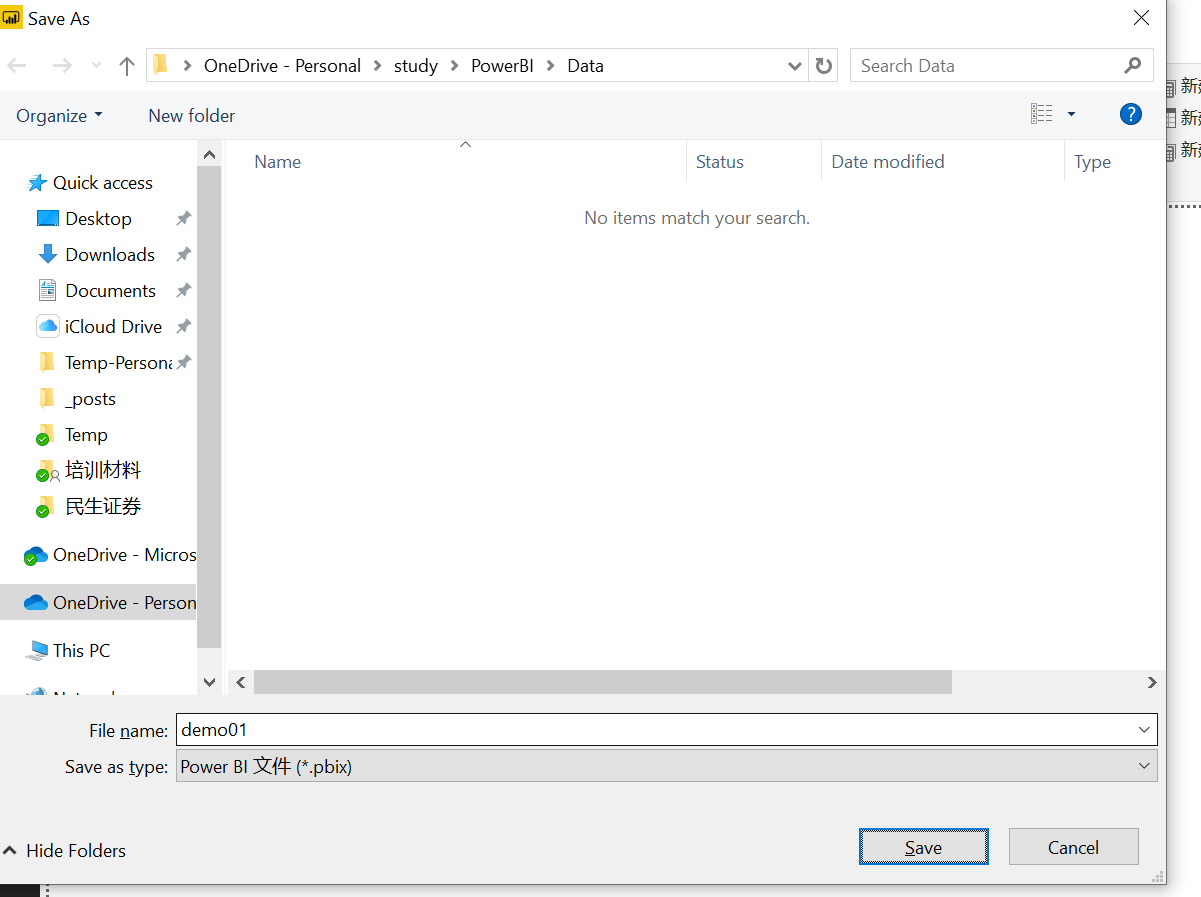 Save As
OneDrive - Personal > study > PowerBI > Data
Search Data
Organize
New folder
?
Name
Status
Date modified
Type
No items match your search.
Quick access
Desktop
Downloads
Documents
iCloud Drive
Temp-Persona
_posts
Temp
培训材料
民生证券
OneDrive - Micros
OneDrive - Person
This PC
File name: demo01
Save as type: Power BI 文件 (*.pbix)
Hide Folders
Save
Cancel
新
新
新